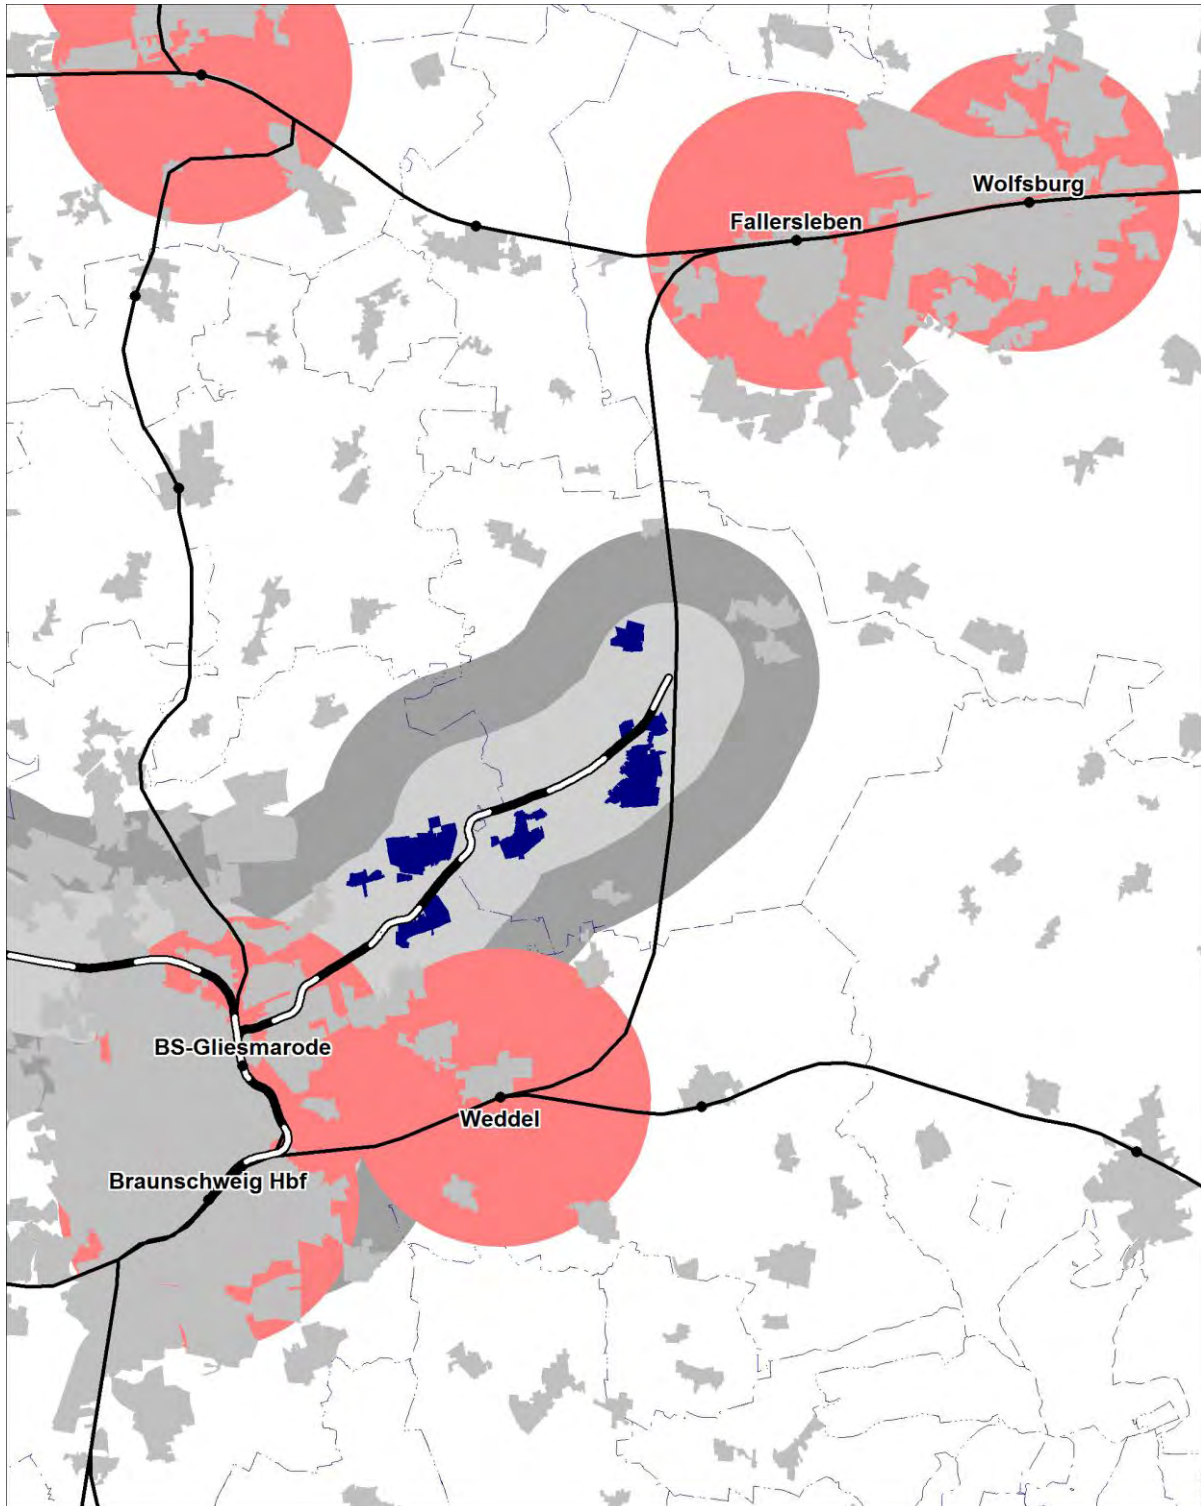 Wolfsburg
Fallersleben
BS-Gliesmarode
Weddel
Braunschweig Hbf